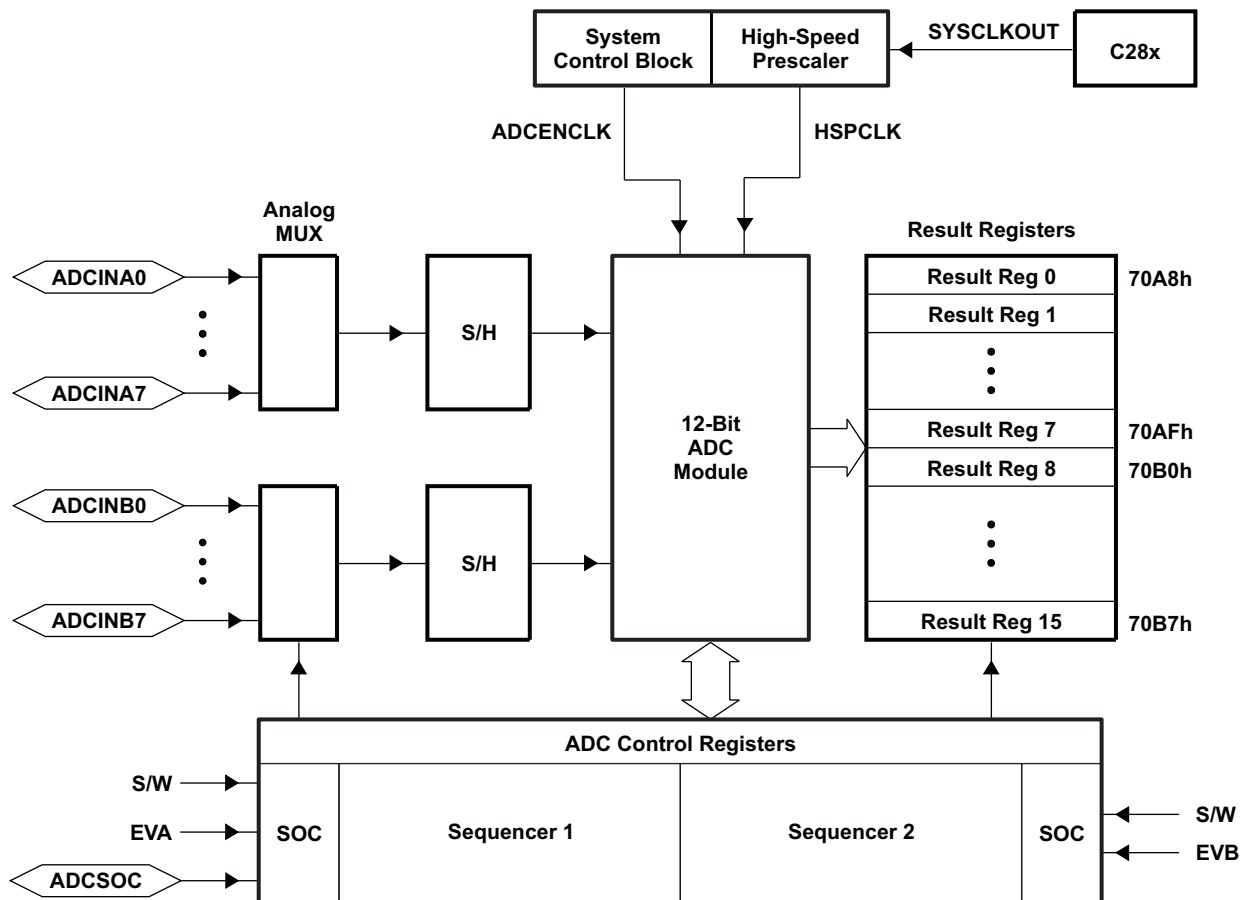 System
Control Block
High-Speed
Prescaler
SYSCLKOUT
C28x
ADCENCLK
HSPCLK
Analog
MUX
Result Registers
ADCINA0
ADCINA7
S/H
12-Bit
ADC
Module
Result Reg 0
70A8h
Result Reg 1
Result Reg 7
70AFh
Result Reg 8
70B0h
Result Reg 15
70B7h
ADCINB0
ADCINB7
S/H
ADC Control Registers
S/W
EVA
ADCSOC
SOC
Sequencer 1
Sequencer 2
SOC
S/W
EVB